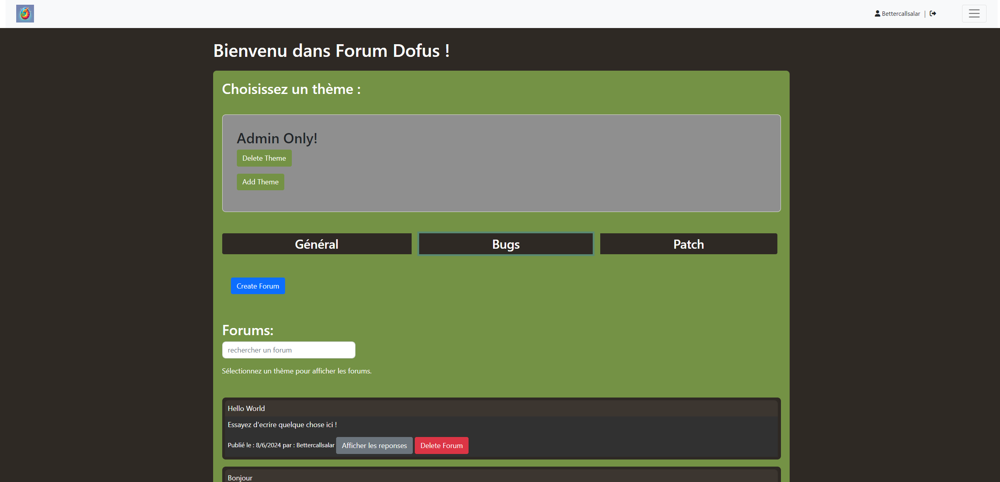 Bettercallsalar |
Bienvenu dans Forum Dofus !
Choisissez un thème :
Admin Only!
Delete Theme
Add Theme
Général Bugs Patch
Create Forum
Forums:
rechercher un forum
Sélectionnez un thème pour afficher les forums.
Hello World
Essayez d'ecrire quelque chose ici !
Publié le : 8/6/2024 par : Bettercallsalar Afficher les reponses Delete Forum
Bonjour